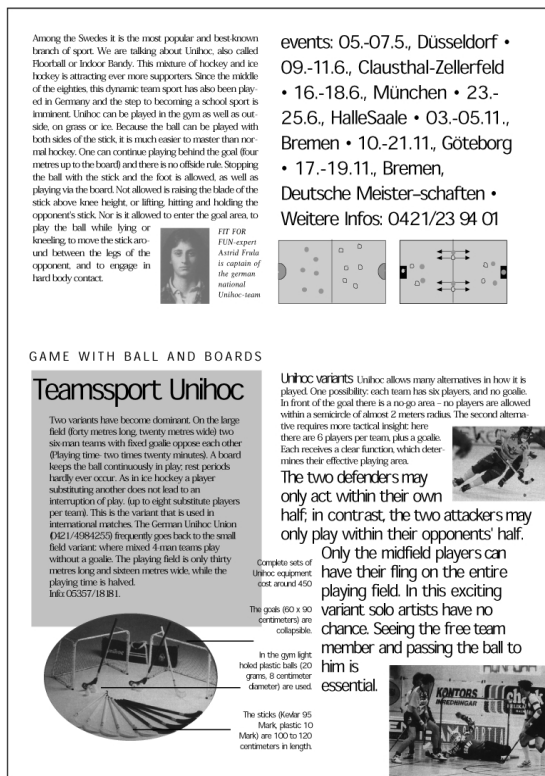 Among the Swedes it is the most popular and best-known
branch of sport. We are talking about Unihoc, also called
Floorball or Indoor Bandy. This mixture of hockey and ice
hockey is attracting ever more supporters. Since the middle
of the eighties, this dynamic team sport has also been play-
ed in Germany and the step to becoming a school sport is
imminent. Unihoc can be played in the gym as well as out-
side, on grass or ice. Because the ball can be played with
both sides of the stick, it is much easier to master than nor-
mal hockey. One can continue playing behind the goal (four
metres up to the board) and there is no offside rule. Stopping
the ball with the stick and the foot is allowed, as well as
playing via the board. Not allowed is raising the blade of the
stick above knee height, or lifting, hitting and holding the
opponent's stick. Nor is it allowed to enter the goal area, to
play the ball while lying or
kneeling, to move the stick aro-
und between the legs of the
opponent, and to engage in
hard body contact.
FIT FOR
FUN-expert
Astrid Frula
is captain of
the german
national
Unihoc-team
events: 05.-07.5., Düsseldorf •
09.-11.6., Clausthal-Zellerfeld
• 16.-18.6., München • 23.-
25.6., HalleSaale • 03.-05.11.,
Bremen • 10.-21.11., Göteborg
• 17.-19.11., Bremen,
Deutsche Meister-schaften •
Weitere Infos: 0421/23 94 01
GAME WITH BALL AND BOARDS
Teamssport Unihoc
Two variants have become dominant. On the large
field (forty metres long, twenty metres wide) two
six-man teams with fixed goalie oppose each other
(Playing time- two times twenty minutes). A board
keeps the ball continuously in play; rest periods
hardly ever occur. As in ice hockey a player
substituting another does not lead to an
interruption of play. (up to eight substitute players
per team). This is the variant that is used in
international matches. The German Unihoc Union
(0421/4984255) frequently goes back to the small
field variant: where mixed 4-man teams play
without a goalie. The playing field is only thirty
metres long and sixteen metres wide, while the
playing time is halved.
Info: 05357/18181.
Complete sets of
Unihoc equipment
cost around 450
The goals (60 x 90
centimeters) are
collapsible.
In the gym light
holed plastic balls (20
grams, 8 centimeter
diameter) are used.
The sticks (Kevlar 95
Mark, plastic 10
Mark) are 100 to 120
centimeters in length.
Unihoc variants Unihoc allows many alternatives in how it is
played. One possibility: each team has six players, and no goalie.
In front of the goal there is a no-go area – no players are allowed
within a semicircle of almost 2 meters radius. The second alterna-
tive requires more tactical insight: here
there are 6 players per team, plus a goalie.
Each receives a clear function, which deter-
mines their effective playing area.
The two defenders may
only act within their own
half; in contrast, the two attackers may
only play within their opponents' half.
Only the midfield players can
have their fling on the entire
playing field. In this exciting
variant solo artists have no
chance. Seeing the free team
member and passing the ball to
him is
essential.
KONTORS
INREDNINGAR